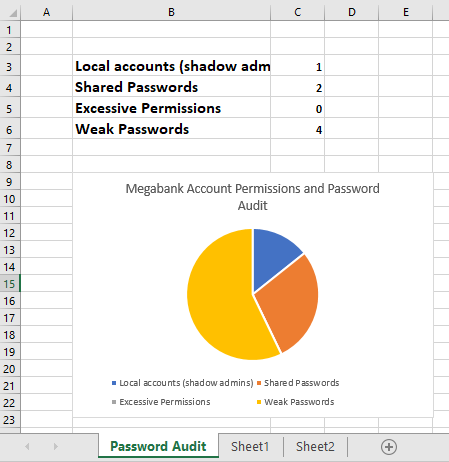 A B C D E
1
2
3 Local accounts (shadow adm 1
4 Shared Passwords 2
5 Excessive Permissions 0
6 Weak Passwords 4
7
8
9
10
11
12
13
14
15
16
17
18
19
20
21
22
23
Megabank Account Permissions and Password
Audit
Local accounts (shadow admins) Shared Passwords
Excessive Permissions Weak Passwords
Password Audit Sheet1 Sheet2